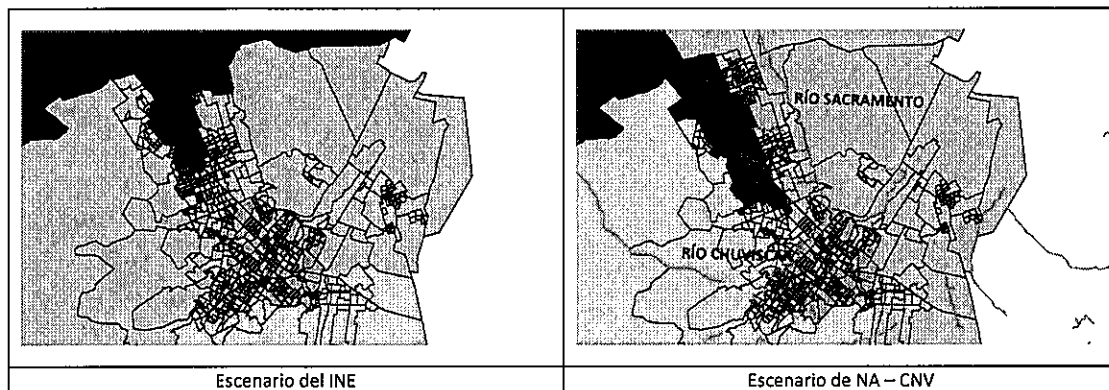 RÍO SACRAMENTO
RÍO CHUVISCAR
Escenario del INE
Escenario de NA – CNV